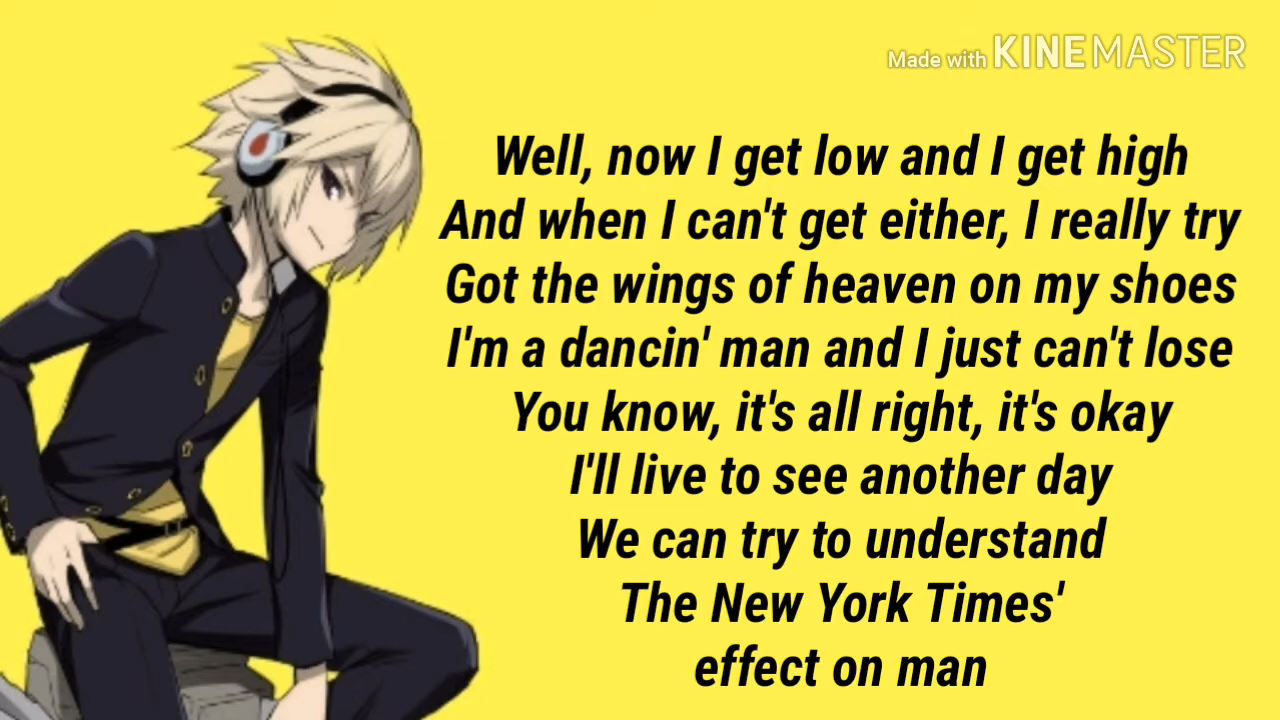 Made with KINEMASTER
Well, now I get low and I get high
And when I can't get either, I really try
Got the wings of heaven on my shoes
I'm a dancin' man and I just can't lose
You know, it's all right, it's okay
I'll live to see another day
We can try to understand
The New York Times'
effect on man